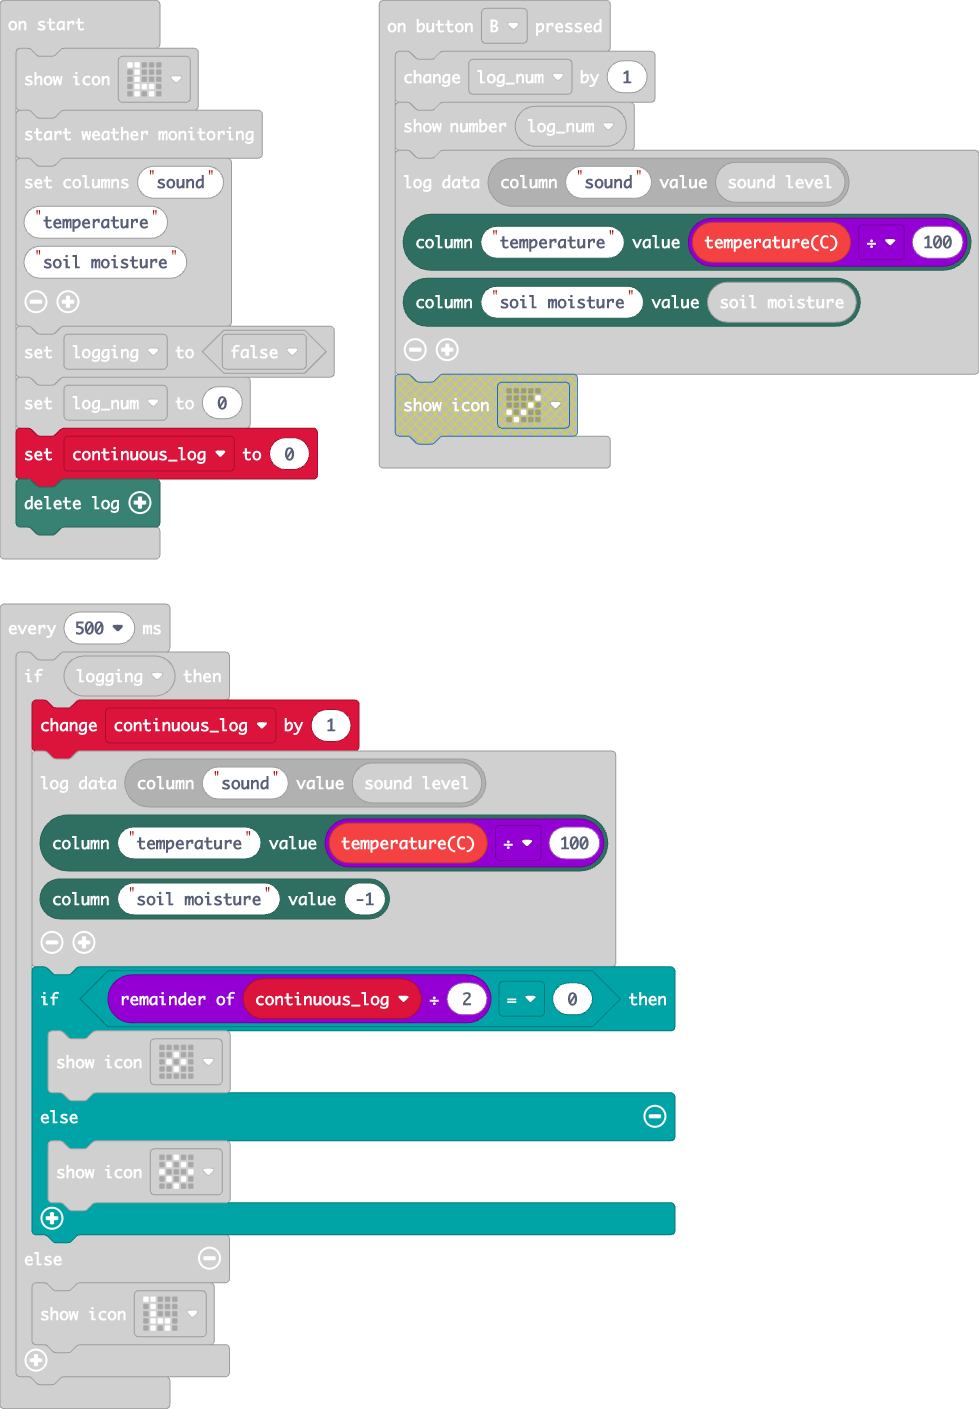 on start
show icon
start weather monitoring
set columns "sound"
"temperature"
"soil moisture"
set logging to false
set log_num to 0
set continuous_log to 0
delete log
on button B pressed
change log_num by 1
show number log_num
log data column "sound" value sound level
column "temperature" value temperature(C) ÷ 100
column "soil moisture" value soil moisture
show icon
every 500 ms
if logging then
change continuous_log by 1
log data column "sound" value sound level
column "temperature" value temperature(C) ÷ 100
column "soil moisture" value -1
if remainder of continuous_log ÷ 2 = 0 then
show icon
else
show icon
else
show icon